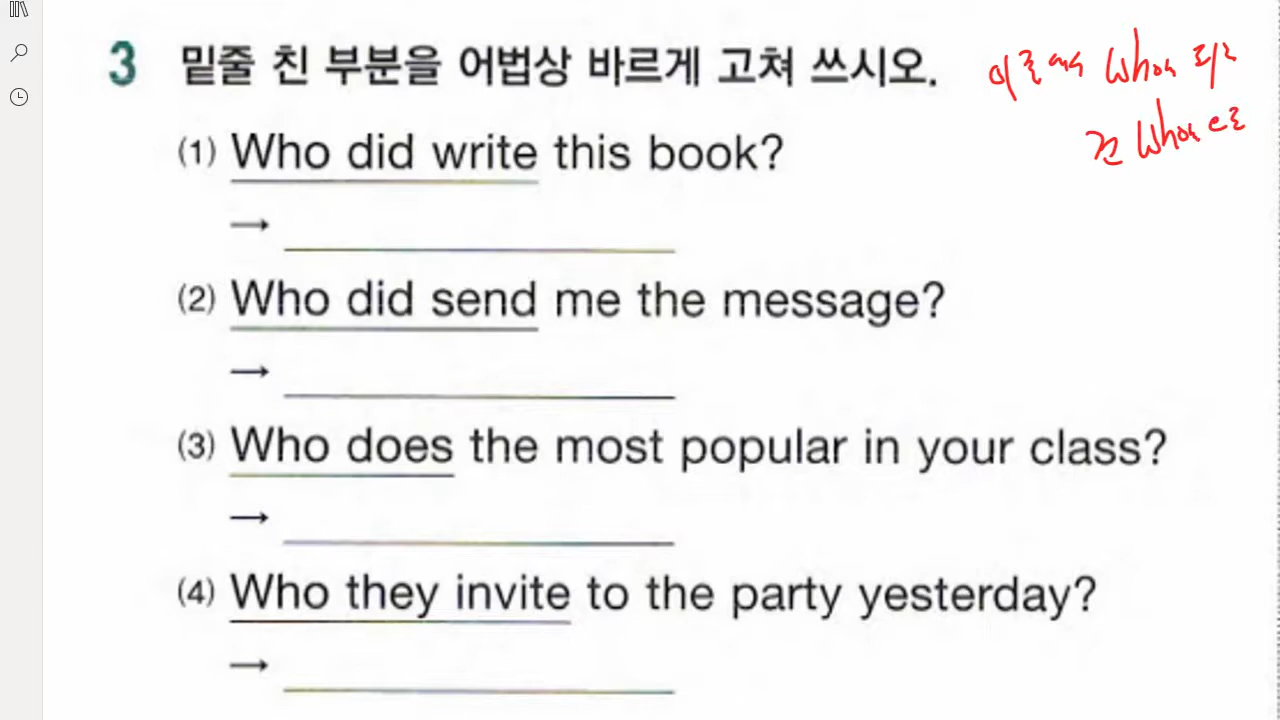 3 밑줄 친 부분을 어법상 바르게 고쳐 쓰시오.
(1) Who did write this book?
→
(2) Who did send me the message?
→
(3) Who does the most popular in your class?
→
(4) Who they invite to the party yesterday?
→